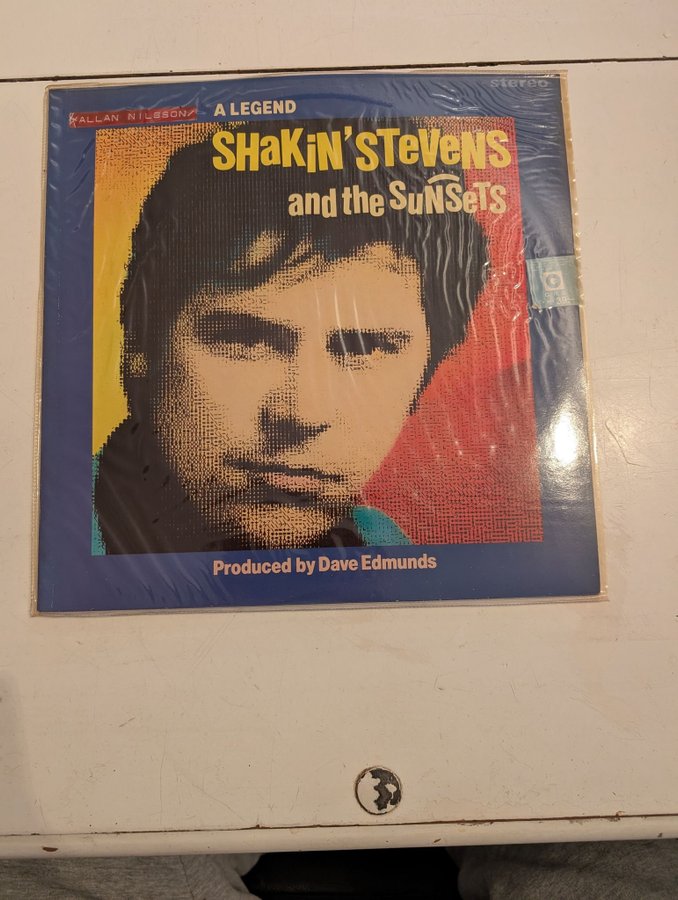 stereo
ALLAN NILSSON
A LEGEND
SHaKiN'STeVeNS
and the SuNSeTS
Produced by Dave Edmunds